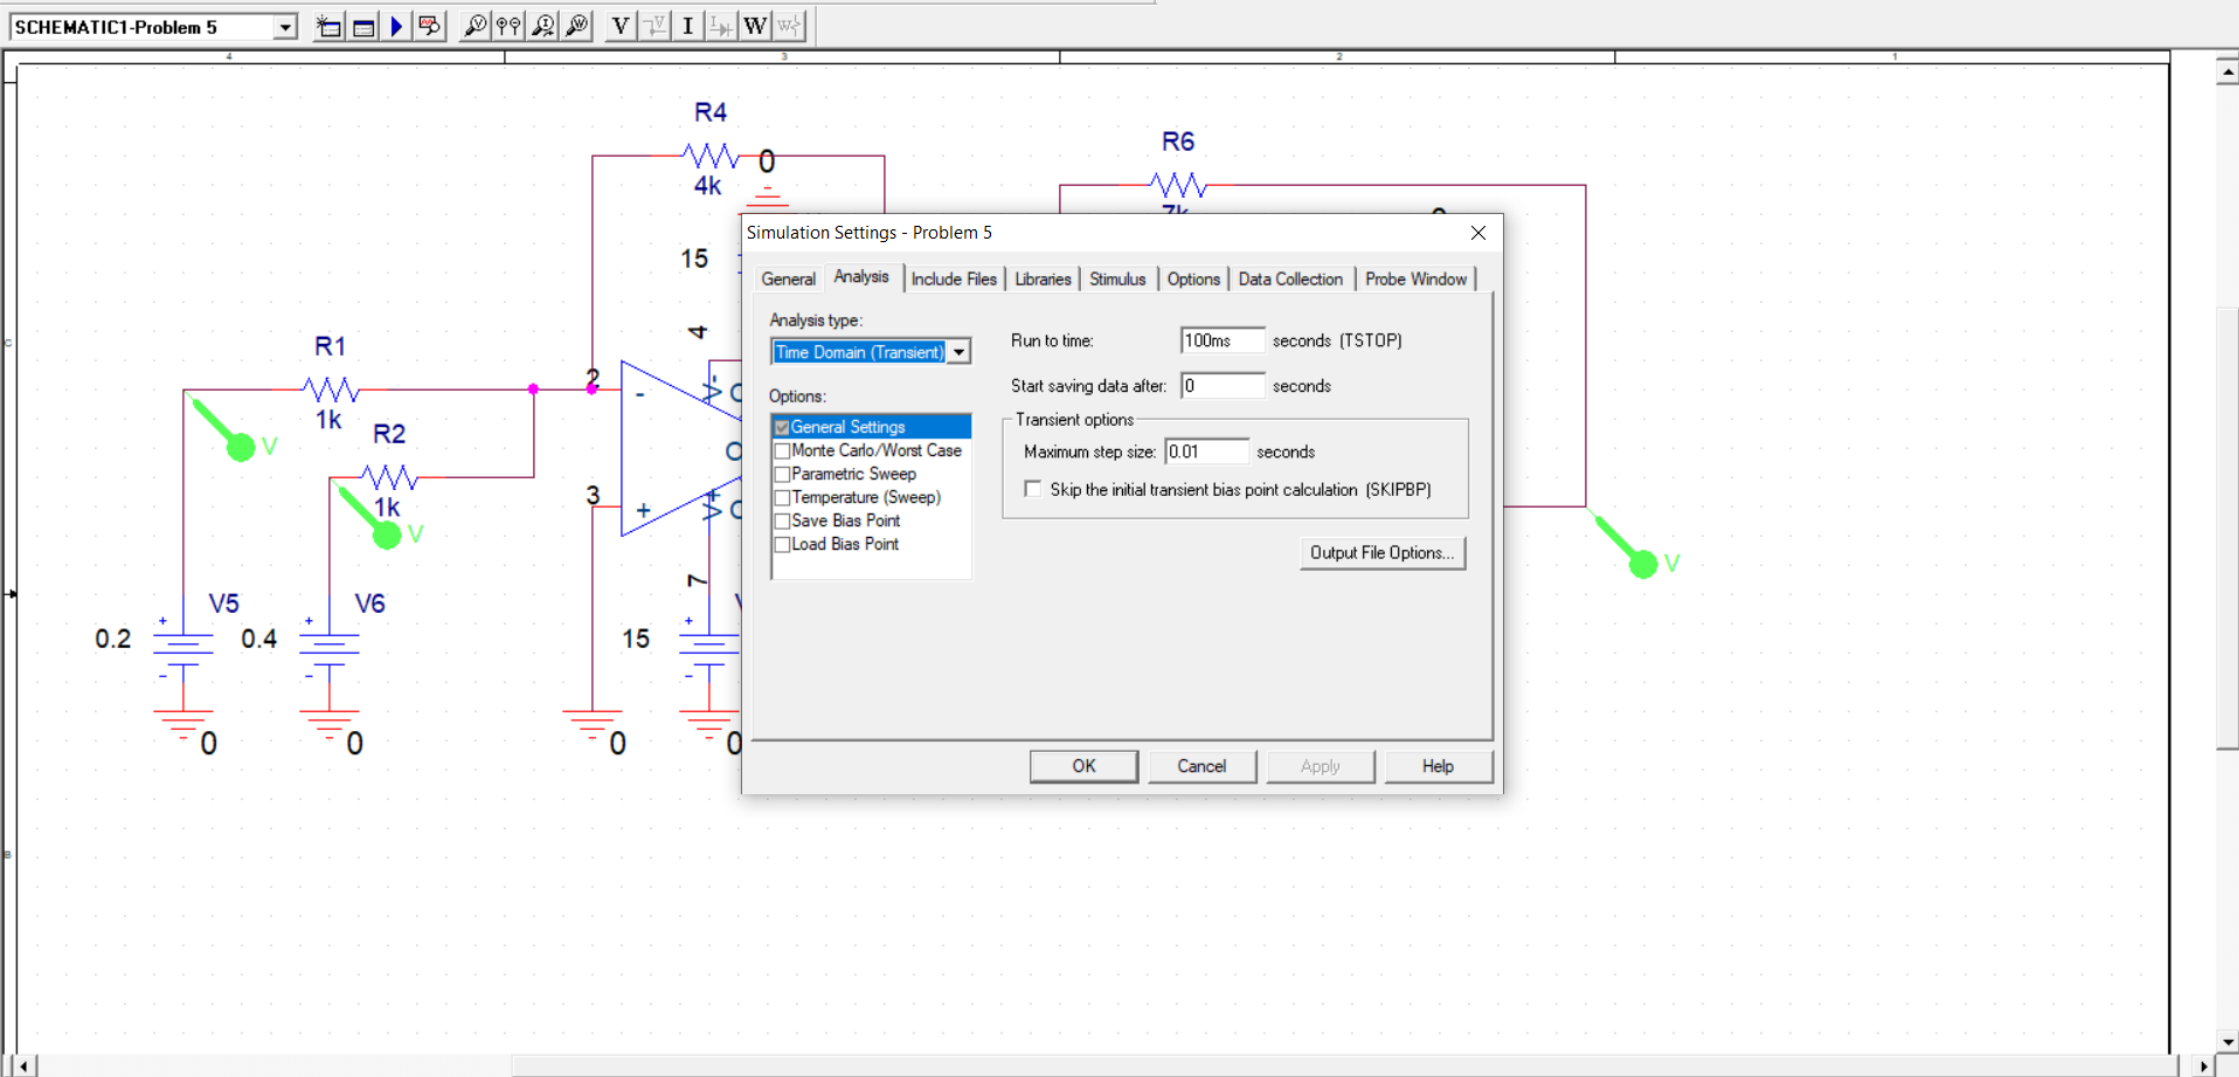 SCHEMATIC1-Problem 5
V I W
4 3 2 1
R4
0
4k
R6
7k
Simulation Settings - Problem 5
General Analysis Include Files Libraries Stimulus Options Data Collection Probe Window
15
Analysis type:
Time Domain (Transient)
Run to time: 100ms seconds (TSTOP)
Start saving data after: 0 seconds
Options:
General Settings
Monte Carlo/Worst Case
Parametric Sweep
Temperature (Sweep)
Save Bias Point
Load Bias Point
Transient options
Maximum step size: 0.01 seconds
Skip the initial transient bias point calculation (SKIPBP)
Output File Options...
OK Cancel Apply Help
4
C
R1
1k
2
-
V-
R2
1k
V
V
3
+
V+
7
V
V5
0.2
+
-
0
V6
0.4
+
-
0
0
15
+
-
0
B